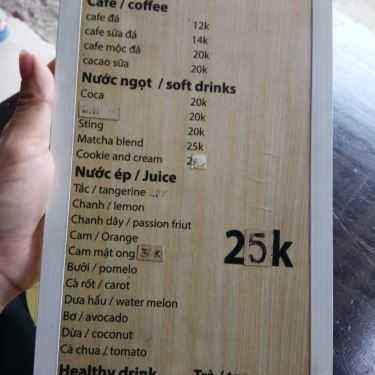 Cafe / coffee
cafe đá 12k
cafe sữa đá 14k
cafe mộc đá 20k
cacao sữa 20k
Nước ngọt / soft drinks
Coca 20k
20k
Sting 20k
Matcha blend 25k
Cookie and cream
Nước ép / Juice
Tắc / tangerine
Chanh / lemon
Chanh dây / passion friut
Cam / Orange
Cam mật ong
25k
Bưởi / pomelo
Cà rốt / carot
Dưa hấu / water melon
Bơ / avocado
Dừa / coconut
Cà chua / tomato
Healthy drink